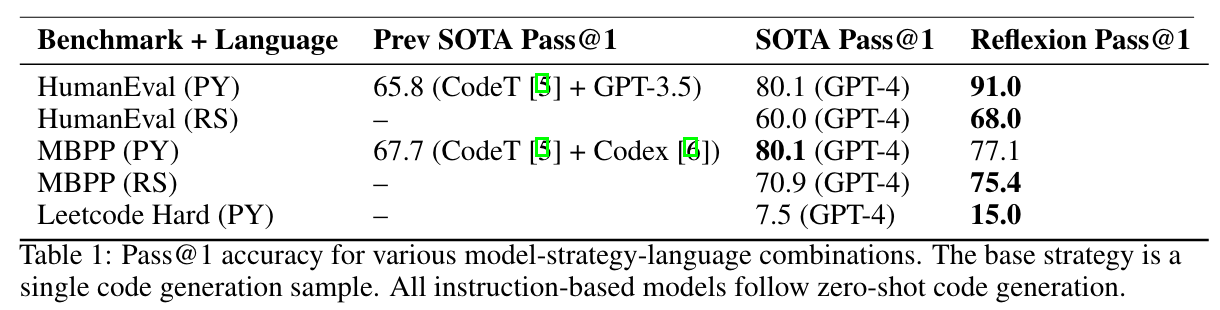 Benchmark + Language Prev SOTA Pass@1 SOTA Pass@1 Reflexion Pass@1
HumanEval (PY) 65.8 (CodeT [5] + GPT-3.5) 80.1 (GPT-4) 91.0
HumanEval (RS) – 60.0 (GPT-4) 68.0
MBPP (PY) 67.7 (CodeT [5] + Codex [6]) 80.1 (GPT-4) 77.1
MBPP (RS) – 70.9 (GPT-4) 75.4
Leetcode Hard (PY) – 7.5 (GPT-4) 15.0
Table 1: Pass@1 accuracy for various model-strategy-language combinations. The base strategy is a
single code generation sample. All instruction-based models follow zero-shot code generation.